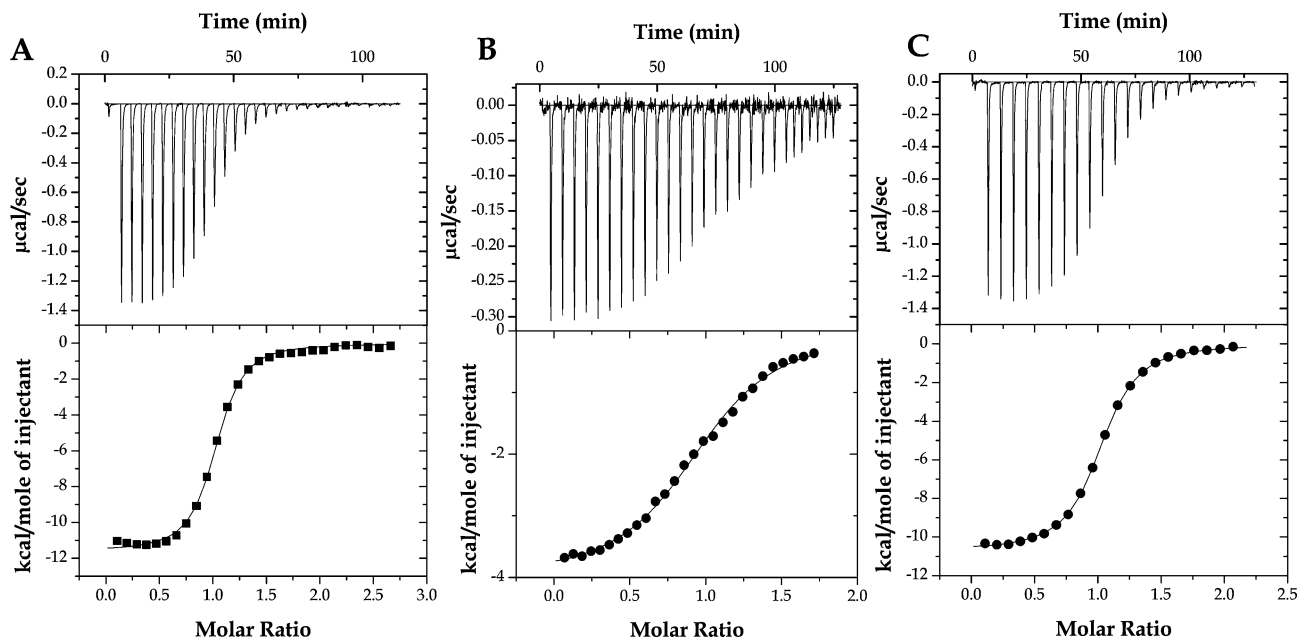 A
Time (min)
0 50 100
0.2
0.0
-0.2
-0.4
-0.6
-0.8
-1.0
-1.2
-1.4
µcal/sec
0
-2
-4
-6
-8
-10
-12
kcal/mole of injectant
0.0 0.5 1.0 1.5 2.0 2.5 3.0
Molar Ratio
B
Time (min)
0 50 100
0.00
-0.05
-0.10
-0.15
-0.20
-0.25
-0.30
µcal/sec
0
-2
-4
kcal/mole of injectant
0.0 0.5 1.0 1.5 2.0
Molar Ratio
C
Time (min)
0 50 100
0.0
-0.2
-0.4
-0.6
-0.8
-1.0
-1.2
-1.4
µcal/sec
0
-2
-4
-6
-8
-10
-12
kcal/mole of injectant
0.0 0.5 1.0 1.5 2.0 2.5
Molar Ratio